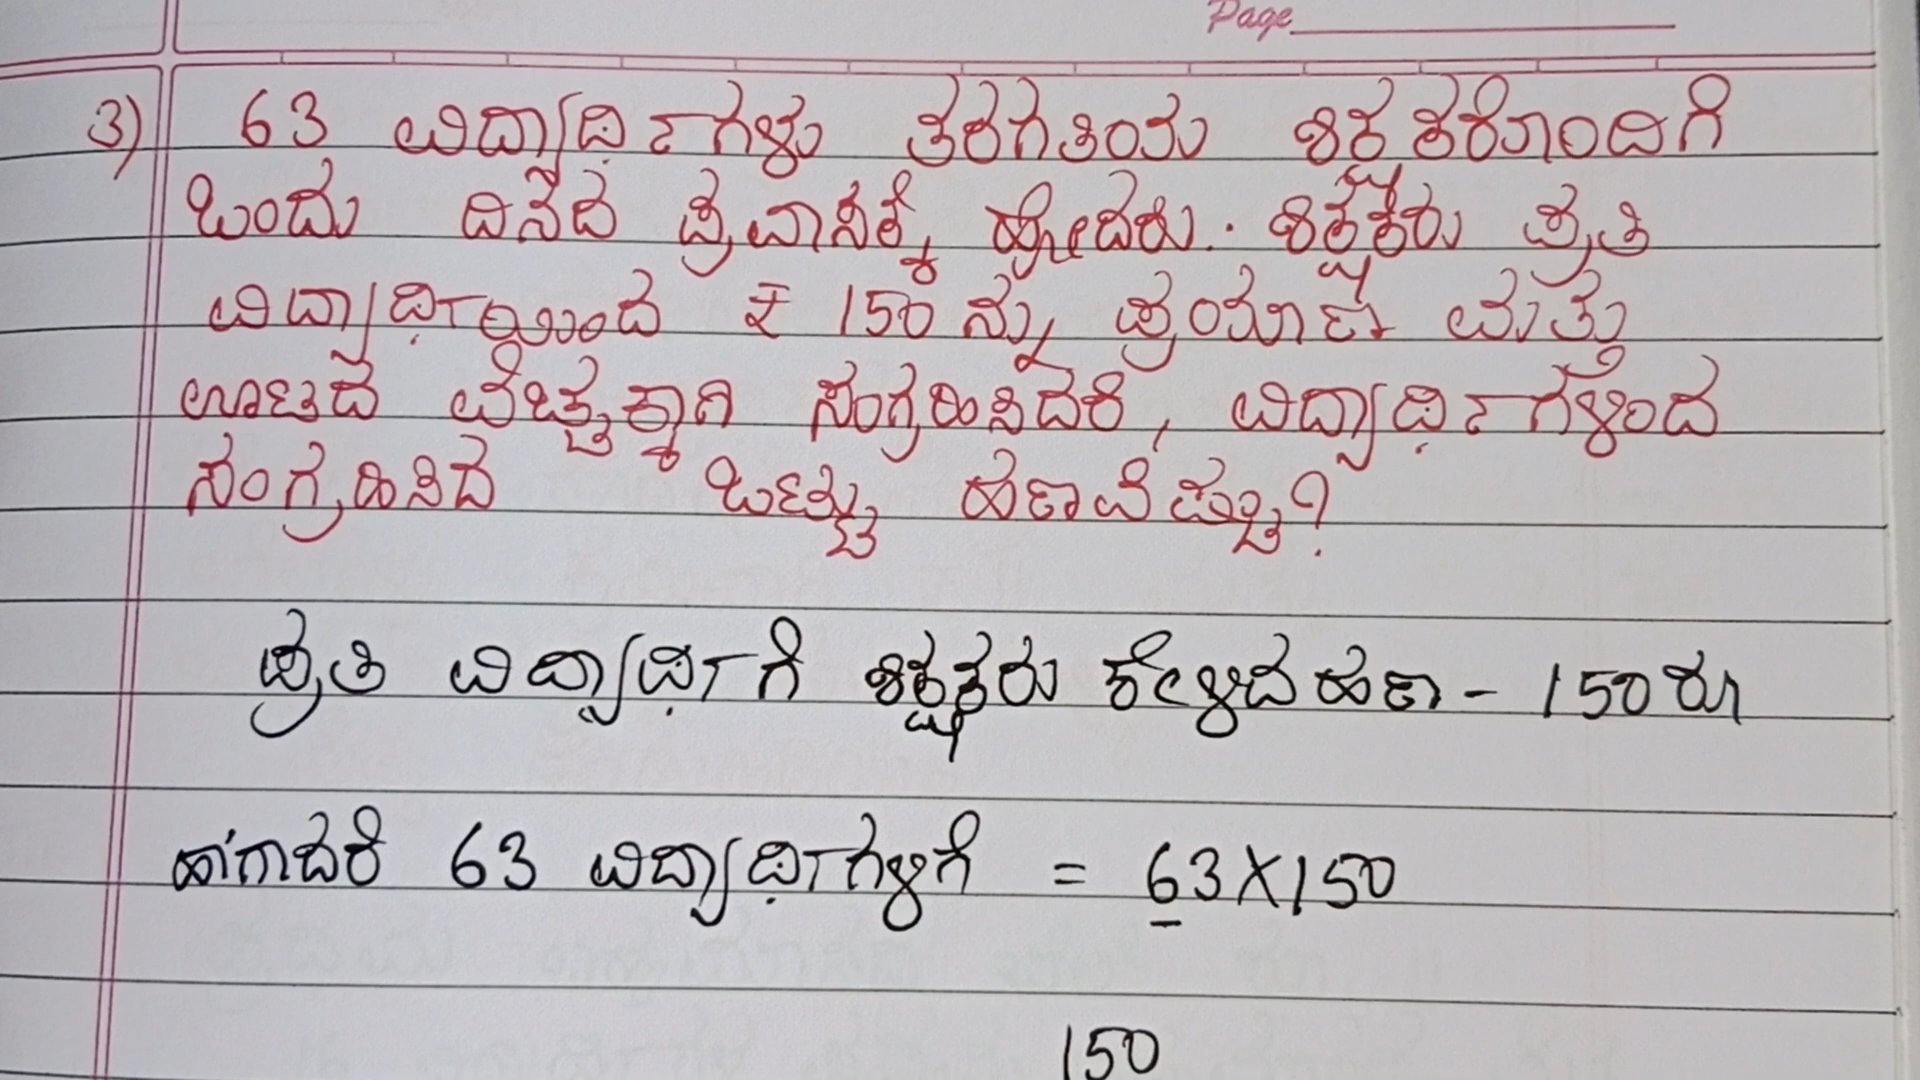 Page
3) 63 ವಿದ್ಯಾರ್ಥಿಗಳು ತರಗತಿಯ ಶಿಕ್ಷಕರೊಂದಿಗೆ
ಒಂದು ದಿನದ ಪ್ರವಾಸಕ್ಕೆ ಹೋದರು. ಶಿಕ್ಷಕರು ಪ್ರತಿ
ವಿದ್ಯಾರ್ಥಿಯಿಂದ ₹ 150 ನ್ನು ಪ್ರಯಾಣ ಮತ್ತು
ಊಟದ ವೆಚ್ಚಕ್ಕಾಗಿ ಸಂಗ್ರಹಿಸಿದರೆ, ವಿದ್ಯಾರ್ಥಿಗಳಿಂದ
ಸಂಗ್ರಹಿಸಿದ ಒಟ್ಟು ಹಣವೆಷ್ಟು?
ಪ್ರತಿ ವಿದ್ಯಾರ್ಥಿಗೆ ಶಿಕ್ಷಕರು ಕೇಳಿದ ಹಣ - 150 ರೂ
ಹಾಗಾದರೆ 63 ವಿದ್ಯಾರ್ಥಿಗಳಿಗೆ = 63 X 150
150